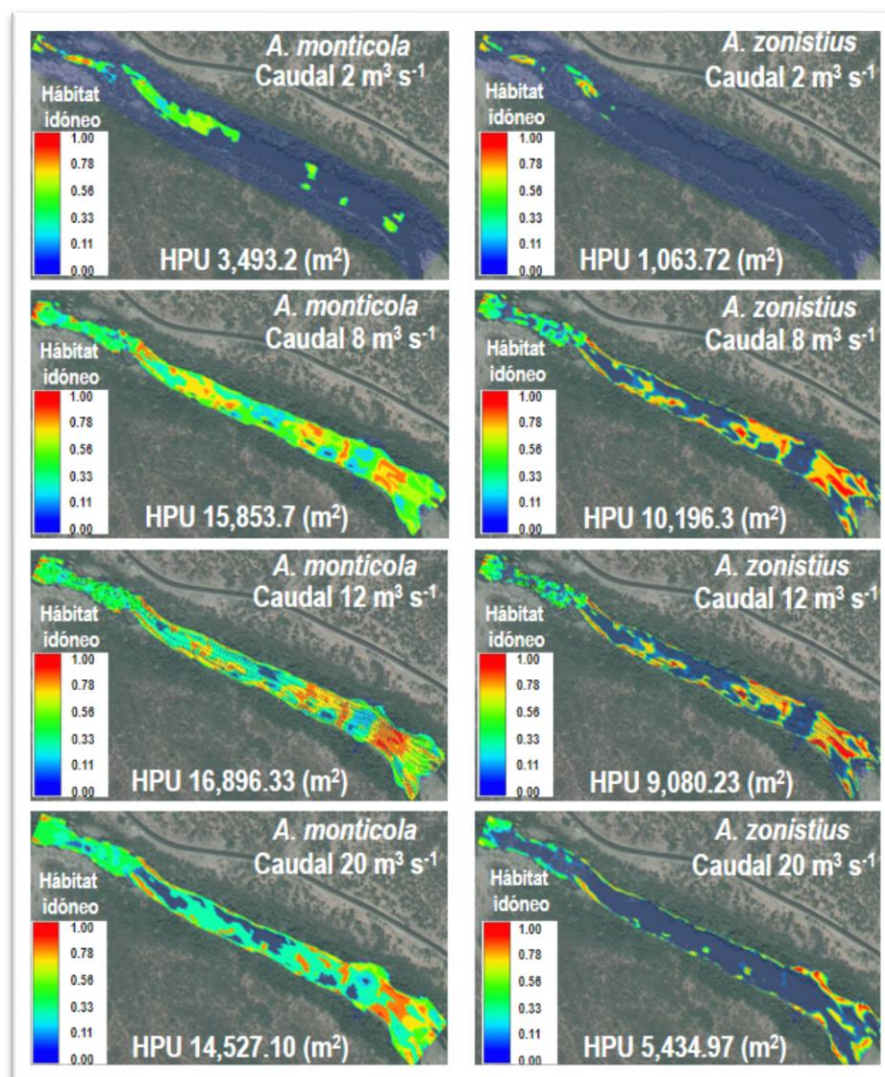 A. monticola
Caudal 2 m³ s⁻¹
Hábitat
idóneo
1.00
0.78
0.56
0.33
0.11
0.00
HPU 3,493.2 (m²)
A. zonistius
Caudal 2 m³ s⁻¹
Hábitat
idóneo
1.00
0.78
0.56
0.33
0.11
0.00
HPU 1,063.72 (m²)
A. monticola
Caudal 8 m³ s⁻¹
Hábitat
idóneo
1.00
0.78
0.56
0.33
0.11
0.00
HPU 15,853.7 (m²)
A. zonistius
Caudal 8 m³ s⁻¹
Hábitat
idóneo
1.00
0.78
0.56
0.33
0.11
0.00
HPU 10,196.3 (m²)
A. monticola
Caudal 12 m³ s⁻¹
Hábitat
idóneo
1.00
0.78
0.56
0.33
0.11
0.00
HPU 16,896.33 (m²)
A. zonistius
Caudal 12 m³ s⁻¹
Hábitat
idóneo
1.00
0.78
0.56
0.33
0.11
0.00
HPU 9,080.23 (m²)
A. monticola
Caudal 20 m³ s⁻¹
Hábitat
idóneo
1.00
0.78
0.56
0.33
0.11
0.00
HPU 14,527.10 (m²)
A. zonistius
Caudal 20 m³ s⁻¹
Hábitat
idóneo
1.00
0.78
0.56
0.33
0.11
0.00
HPU 5,434.97 (m²)